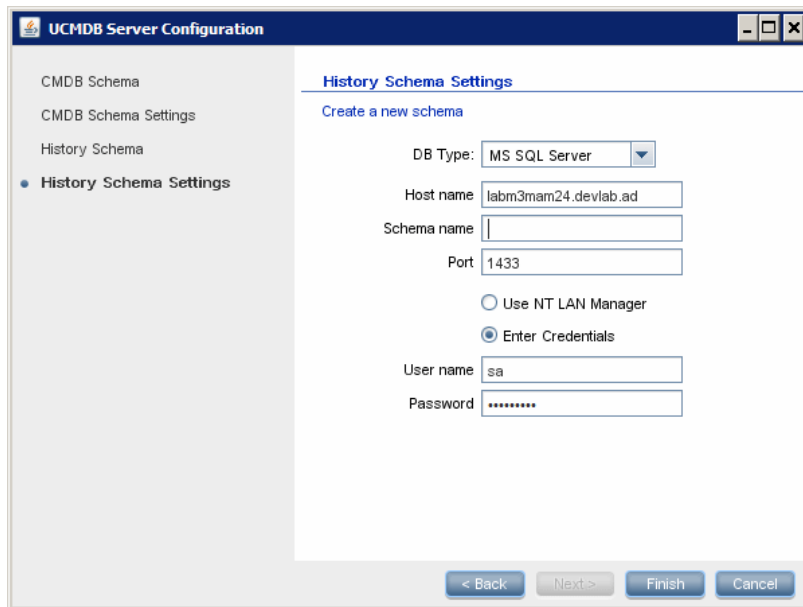 UCMDB Server Configuration
CMDB Schema
CMDB Schema Settings
History Schema
History Schema Settings
History Schema Settings
Create a new schema
DB Type: MS SQL Server
Host name labm3mam24.devlab.ad
Schema name
Port 1433
Use NT LAN Manager
Enter Credentials
User name sa
Password •••••••••
< Back Next > Finish Cancel